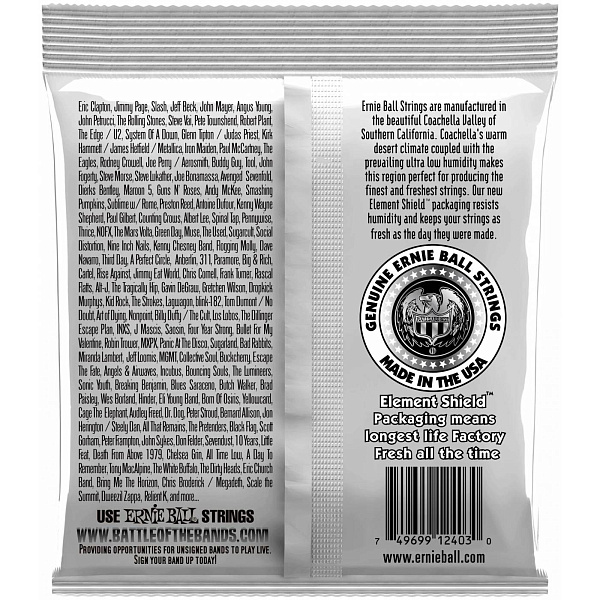 Eric Clapton, Jimmy Page, Slash, Jeff Beck, John Mayer, Angus Young,
John Petrucci, The Rolling Stones, Steve Vai, Pete Townshend, Robert Plant,
The Edge / U2, System Of A Down, Glenn Tipton / Judas Priest, Kirk
Hammett / James Hetfield / Metallica, Iron Maiden, Paul McCartney, The
Eagles, Rodney Crowell, Joe Perry / Aerosmith, Buddy Guy, Tool, John
Fogerty, Steve Morse, Steve Lukather, Joe Bonamassa, Avenged Sevenfold,
Dierks Bentley, Maroon 5, Guns N' Roses, Andy McKee, Smashing
Pumpkins, Sublime w/ Rome, Preston Reed, Antoine Dufour, Kenny Wayne
Shepherd, Paul Gilbert, Counting Crows, Albert Lee, Spinal Tap, Pennywise,
Thrice, NOFX, The Mars Volta, Green Day, Muse, The Used, Sugarcult, Social
Distortion, Nine Inch Nails, Kenny Chesney Band, Flogging Molly, Dave
Navarro, Third Day, A Perfect Circle, Anberlin, 311, Paramore, Big & Rich,
Cartel, Rise Against, Jimmy Eat World, Chris Cornell, Frank Turner, Rascal
Flatts, Alt-J, The Tragically Hip, Gavin DeGraw, Gretchen Wilson, Dropkick
Murphys, Kid Rock, The Strokes, Lagwagon, blink-182, Tom Dumont / No
Doubt, Art of Dying, Nonpoint, Billy Duffy / The Cult, Los Lobos, The Dillinger
Escape Plan, INXS, J Mascos, Saosin, Four Year Strong, Bullet For My
Valentine, Robin Trower, MXPX, Panic At The Disco, Sugarland, Bad Rabbits,
Miranda Lambert, Jeff Loomis, MGMT, Collective Soul, Buckcherry, Escape
The Fate, Angels & Airwaves, Incubus, Bouncing Souls, The Lumineers,
Sonic Youth, Breaking Benjamin, Blues Saraceno, Butch Walker, Brad
Paisley, Wes Borland, Hinder, Eli Young Band, Born Of Osiris, Yellowcard,
Cage The Elephant, Audley Freed, Dr. Dog, Peter Stroud, Bernard Allison, Jon
Herington / Steely Dan, All That Remains, The Pretenders, Black Flag, Scott
Gorham, Peter Frampton, John Sykes, Don Felder, Sevendust, 10 Years, Little
Feat, Death From Above 1979, Chelsea Grin, All Time Low, A Day To
Remember, Tony MacAlpine, The White Buffalo, The Dirty Heads, Eric Church
Band, Bring Me The Horizon, Chris Broderick / Megadeth, Scale the
Summit, Dweezil Zappa, Relient K, and more...
USE ERNIE BALL STRINGS
WWW.BATTLEOFTHEBANDS.COM
PROVIDING OPPORTUNITIES FOR UNSIGNED BANDS TO PLAY LIVE.
SIGN YOUR BAND UP TODAY!
Ernie Ball Strings are manufactured in
the beautiful Coachella Valley of
Southern California. Coachella's warm
desert climate coupled with the
prevailing ultra low humidity makes
this region perfect for producing the
finest and freshest strings. Our new
Element Shield™ packaging resists
humidity and keeps your strings as
fresh as the day they were made.
GENUINE ERNIE BALL STRINGS
MADE IN THE USA
Element Shield™
Packaging means
longest life Factory
Fresh all the time
7 49699 12403 0
www.ernieball.com